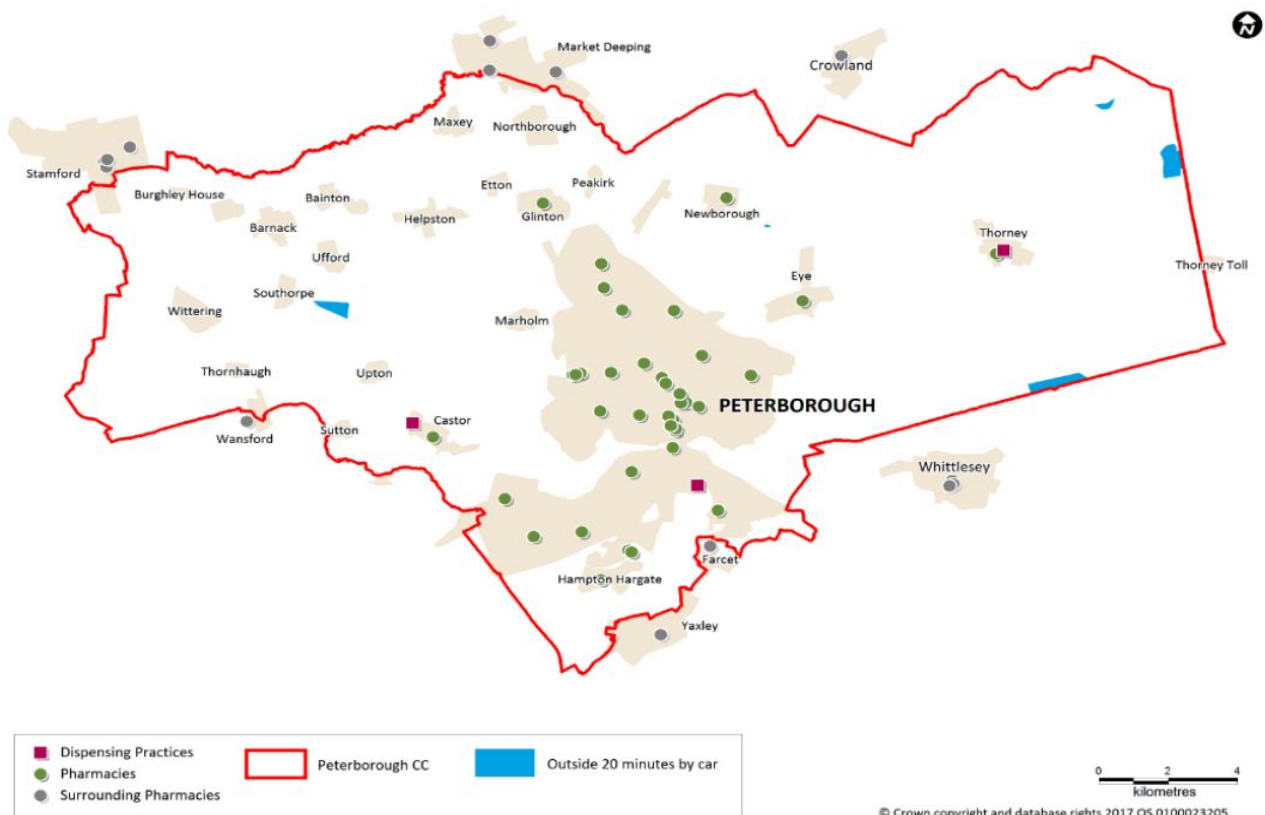 N
Market Deeping
Crowland
Maxey
Northborough
Stamford
Burghley House
Bainton
Etton
Peakirk
Barnack
Helpston
Glinton
Newborough
Thorney
Ufford
Eye
Thorney Toll
Southorpe
Wittering
Marholm
Thornhaugh
Upton
PETERBOROUGH
Wansford
Sutton
Castor
Whittlesey
Farcet
Hampton Hargate
Yaxley
Dispensing Practices
Pharmacies
Surrounding Pharmacies
Peterborough CC
Outside 20 minutes by car
0 2 4
kilometres
© Crown copyright and database rights 2017 OS 0100023205